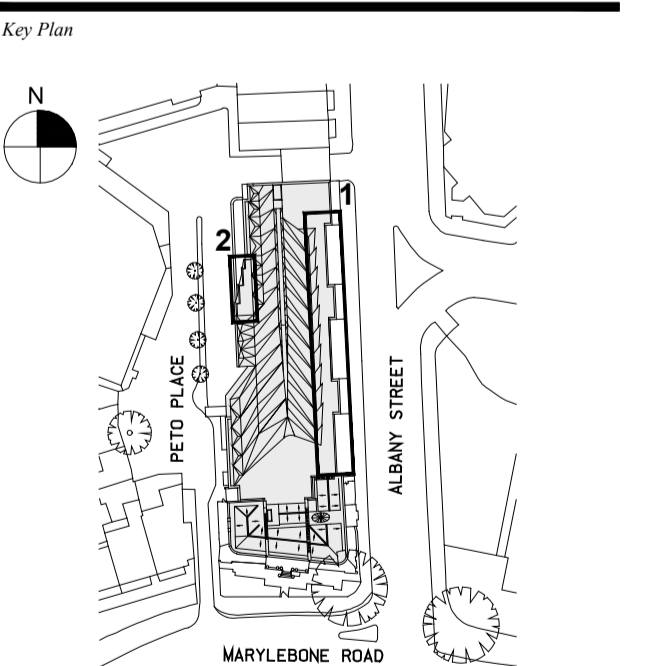 Key Plan
N
1
2
PETO PLACE
ALBANY STREET
MARYLEBONE ROAD